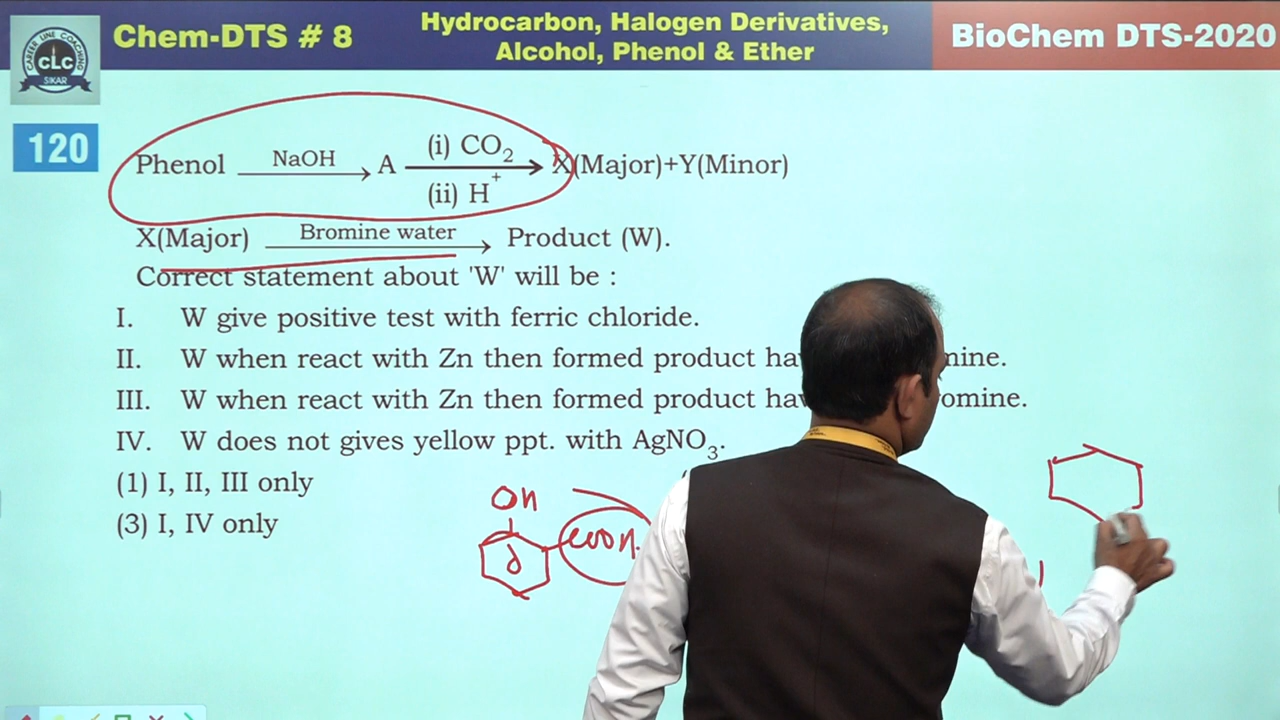 CAREER LINE COACHING
CLC
SIKAR
Chem-DTS # 8
Hydrocarbon, Halogen Derivatives,
Alcohol, Phenol & Ether
BioChem DTS-2020
120
Phenol NaOH A (i) CO₂ (ii) H⁺ X(Major)+Y(Minor)
X(Major) Bromine water Product (W).
Correct statement about 'W' will be :
I. W give positive test with ferric chloride.
II. W when react with Zn then formed product
III. W when react with Zn then formed product
IV. W does not gives yellow ppt. with AgNO₃.
(1) I, II, III only
(3) I, IV only
OH
COOH